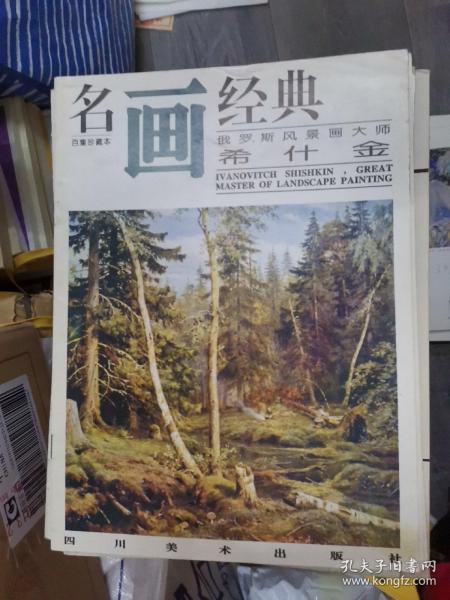 名画经典
百集珍藏本
俄罗斯风景画大师
希什金
IVANOVITCH SHISHKIN , GREAT
MASTER OF LANDSCAPE PAINTING
四川美术出版社
孔夫子旧书网
www.kongfz.com